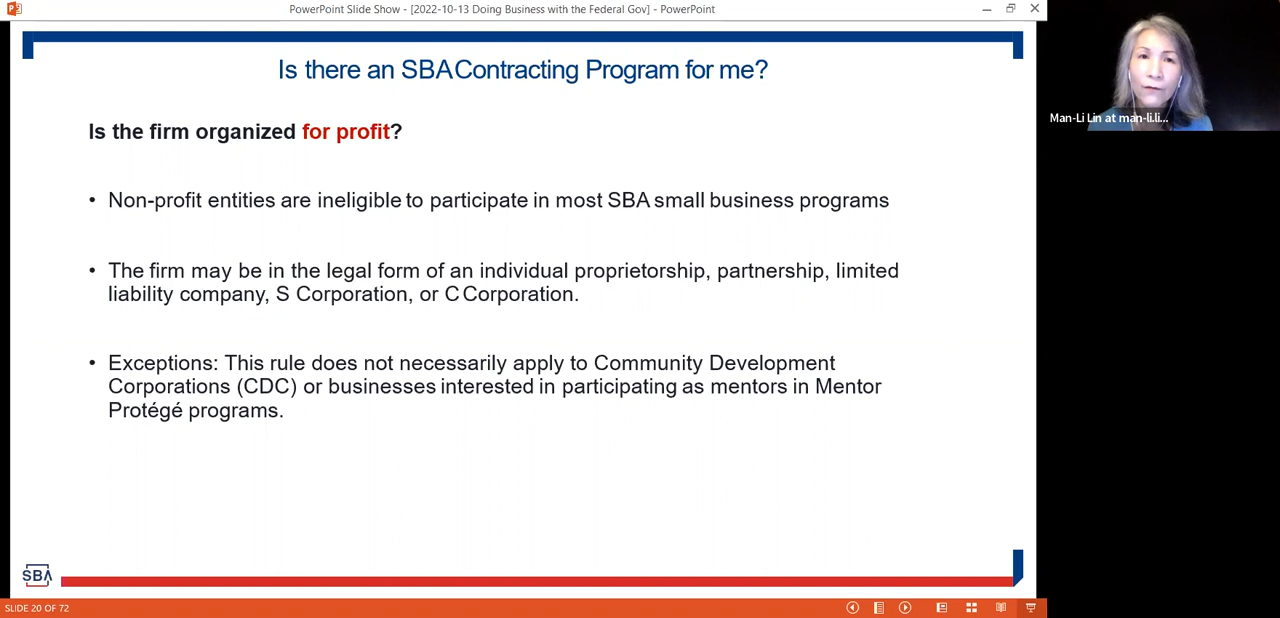 PowerPoint Slide Show - [2022-10-13 Doing Business with the Federal Gov] - PowerPoint
Is there an SBA Contracting Program for me?
Is the firm organized for profit?
• Non-profit entities are ineligible to participate in most SBA small business programs
• The firm may be in the legal form of an individual proprietorship, partnership, limited
liability company, S Corporation, or C Corporation.
• Exceptions: This rule does not necessarily apply to Community Development
Corporations (CDC) or businesses interested in participating as mentors in Mentor
Protégé programs.
SBA
SLIDE 20 OF 72
Man-Li Lin at man-li.li...